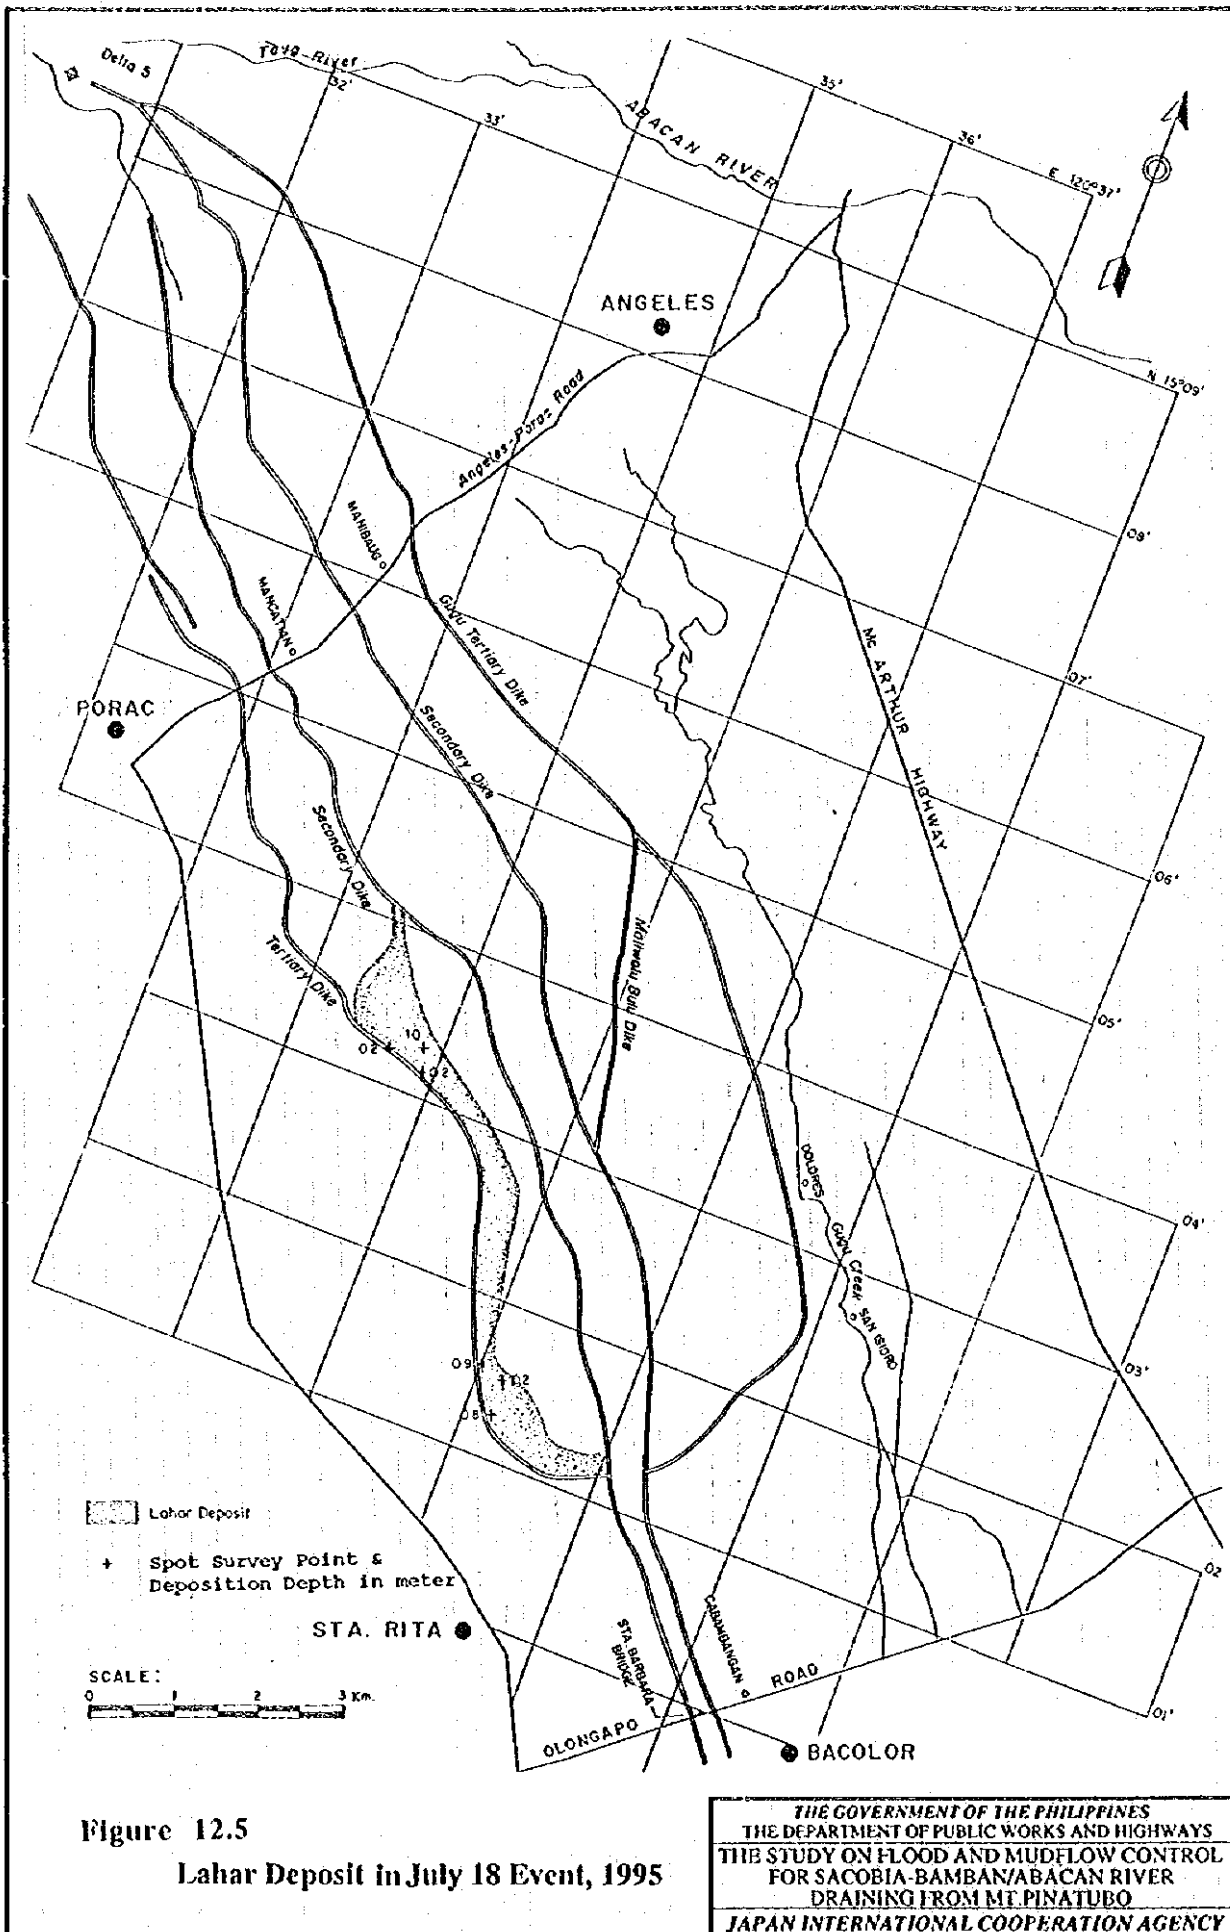 Delta 5
River
32'
33'
35'
36'
E 120°37'
ABACAN RIVER
ANGELES
N 15°09'
Angeles-Porac Road
08'
MANIBAUG
MANCATIAN
Gugu Tertiary Dike
Mc ARTHUR HIGHWAY
07'
PORAC
Secondary Dike
Secondary Dike
06'
Tertiary Dike
Dike
05'
10
02
02
DOLORES
04'
Gugu Creek
SAN ISIDRO
03'
09
12
08
Lahar Deposit
+ Spot Survey Point &
Deposition Depth in meter
02
STA. RITA
STA. BARBARA
BRIDGE
CABAMBANGAN
SCALE:
0 1 2 3 Km.
OLONGAPO ROAD
01'
BACOLOR
Figure 12.5
Lahar Deposit in July 18 Event, 1995
THE GOVERNMENT OF THE PHILIPPINES
THE DEPARTMENT OF PUBLIC WORKS AND HIGHWAYS
THE STUDY ON FLOOD AND MUDFLOW CONTROL
FOR SACOBIA-BAMBAN/ABACAN RIVER
DRAINING FROM MT.PINATUBO
JAPAN INTERNATIONAL COOPERATION AGENCY